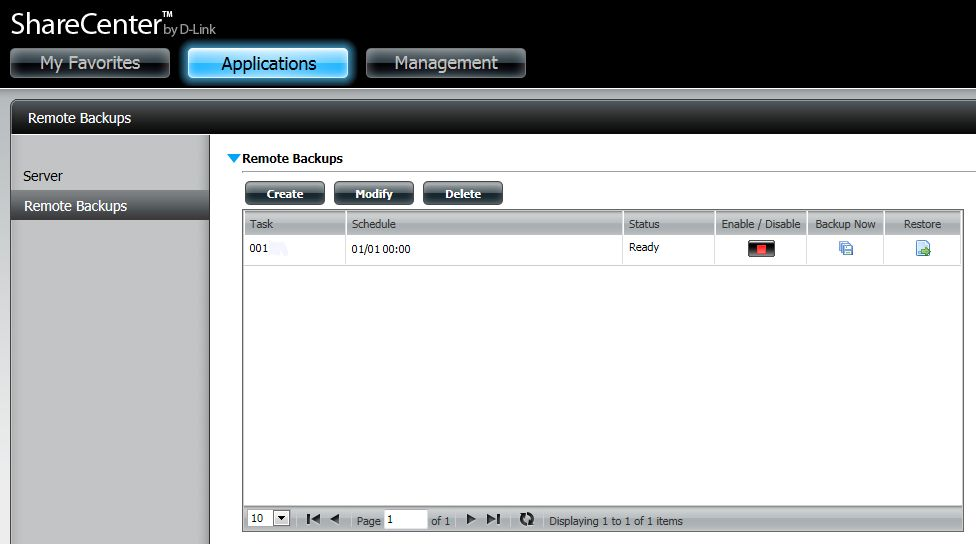 ShareCenter™ by D-Link
My Favorites Applications Management
Remote Backups
Server
Remote Backups
Remote Backups
Create Modify Delete
Task Schedule Status Enable / Disable Backup Now Restore
001 01/01 00:00 Ready
10 Page 1 of 1 Displaying 1 to 1 of 1 items